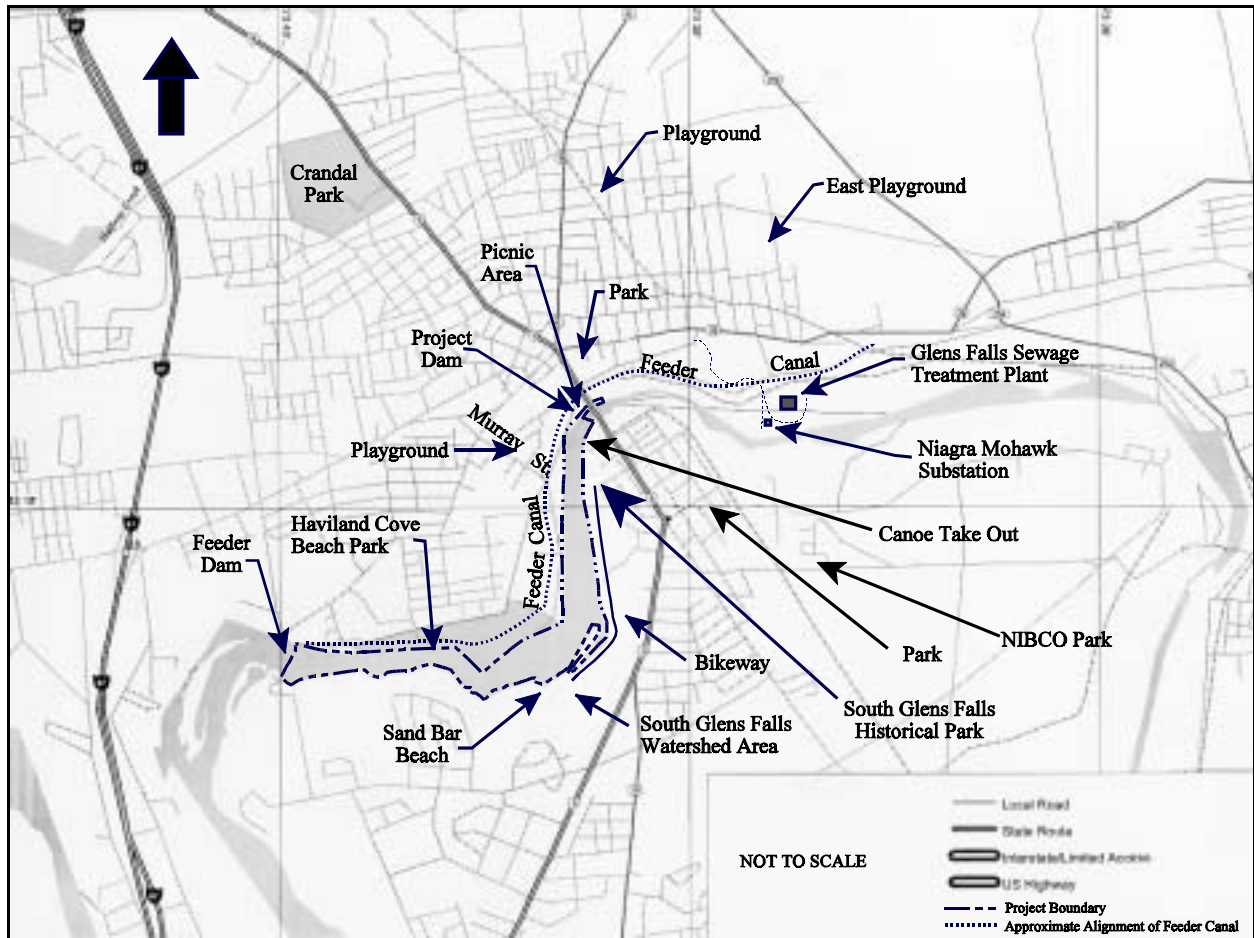 Playground
East Playground
Crandal
Park
Picnic
Area
Park
Project
Dam
Feeder
Canal
Glens Falls Sewage
Treatment Plant
Murray
St.
Playground
Niagra Mohawk
Substation
Haviland Cove
Beach Park
Feeder Canal
Canoe Take Out
Feeder
Dam
NIBCO Park
Park
Bikeway
South Glens Falls
Historical Park
Sand Bar
Beach
South Glens Falls
Watershed Area
Local Road
State Route
NOT TO SCALE
Interstate/Limited Access
US Highway
Project Boundary
Approximate Alignment of Feeder Canal